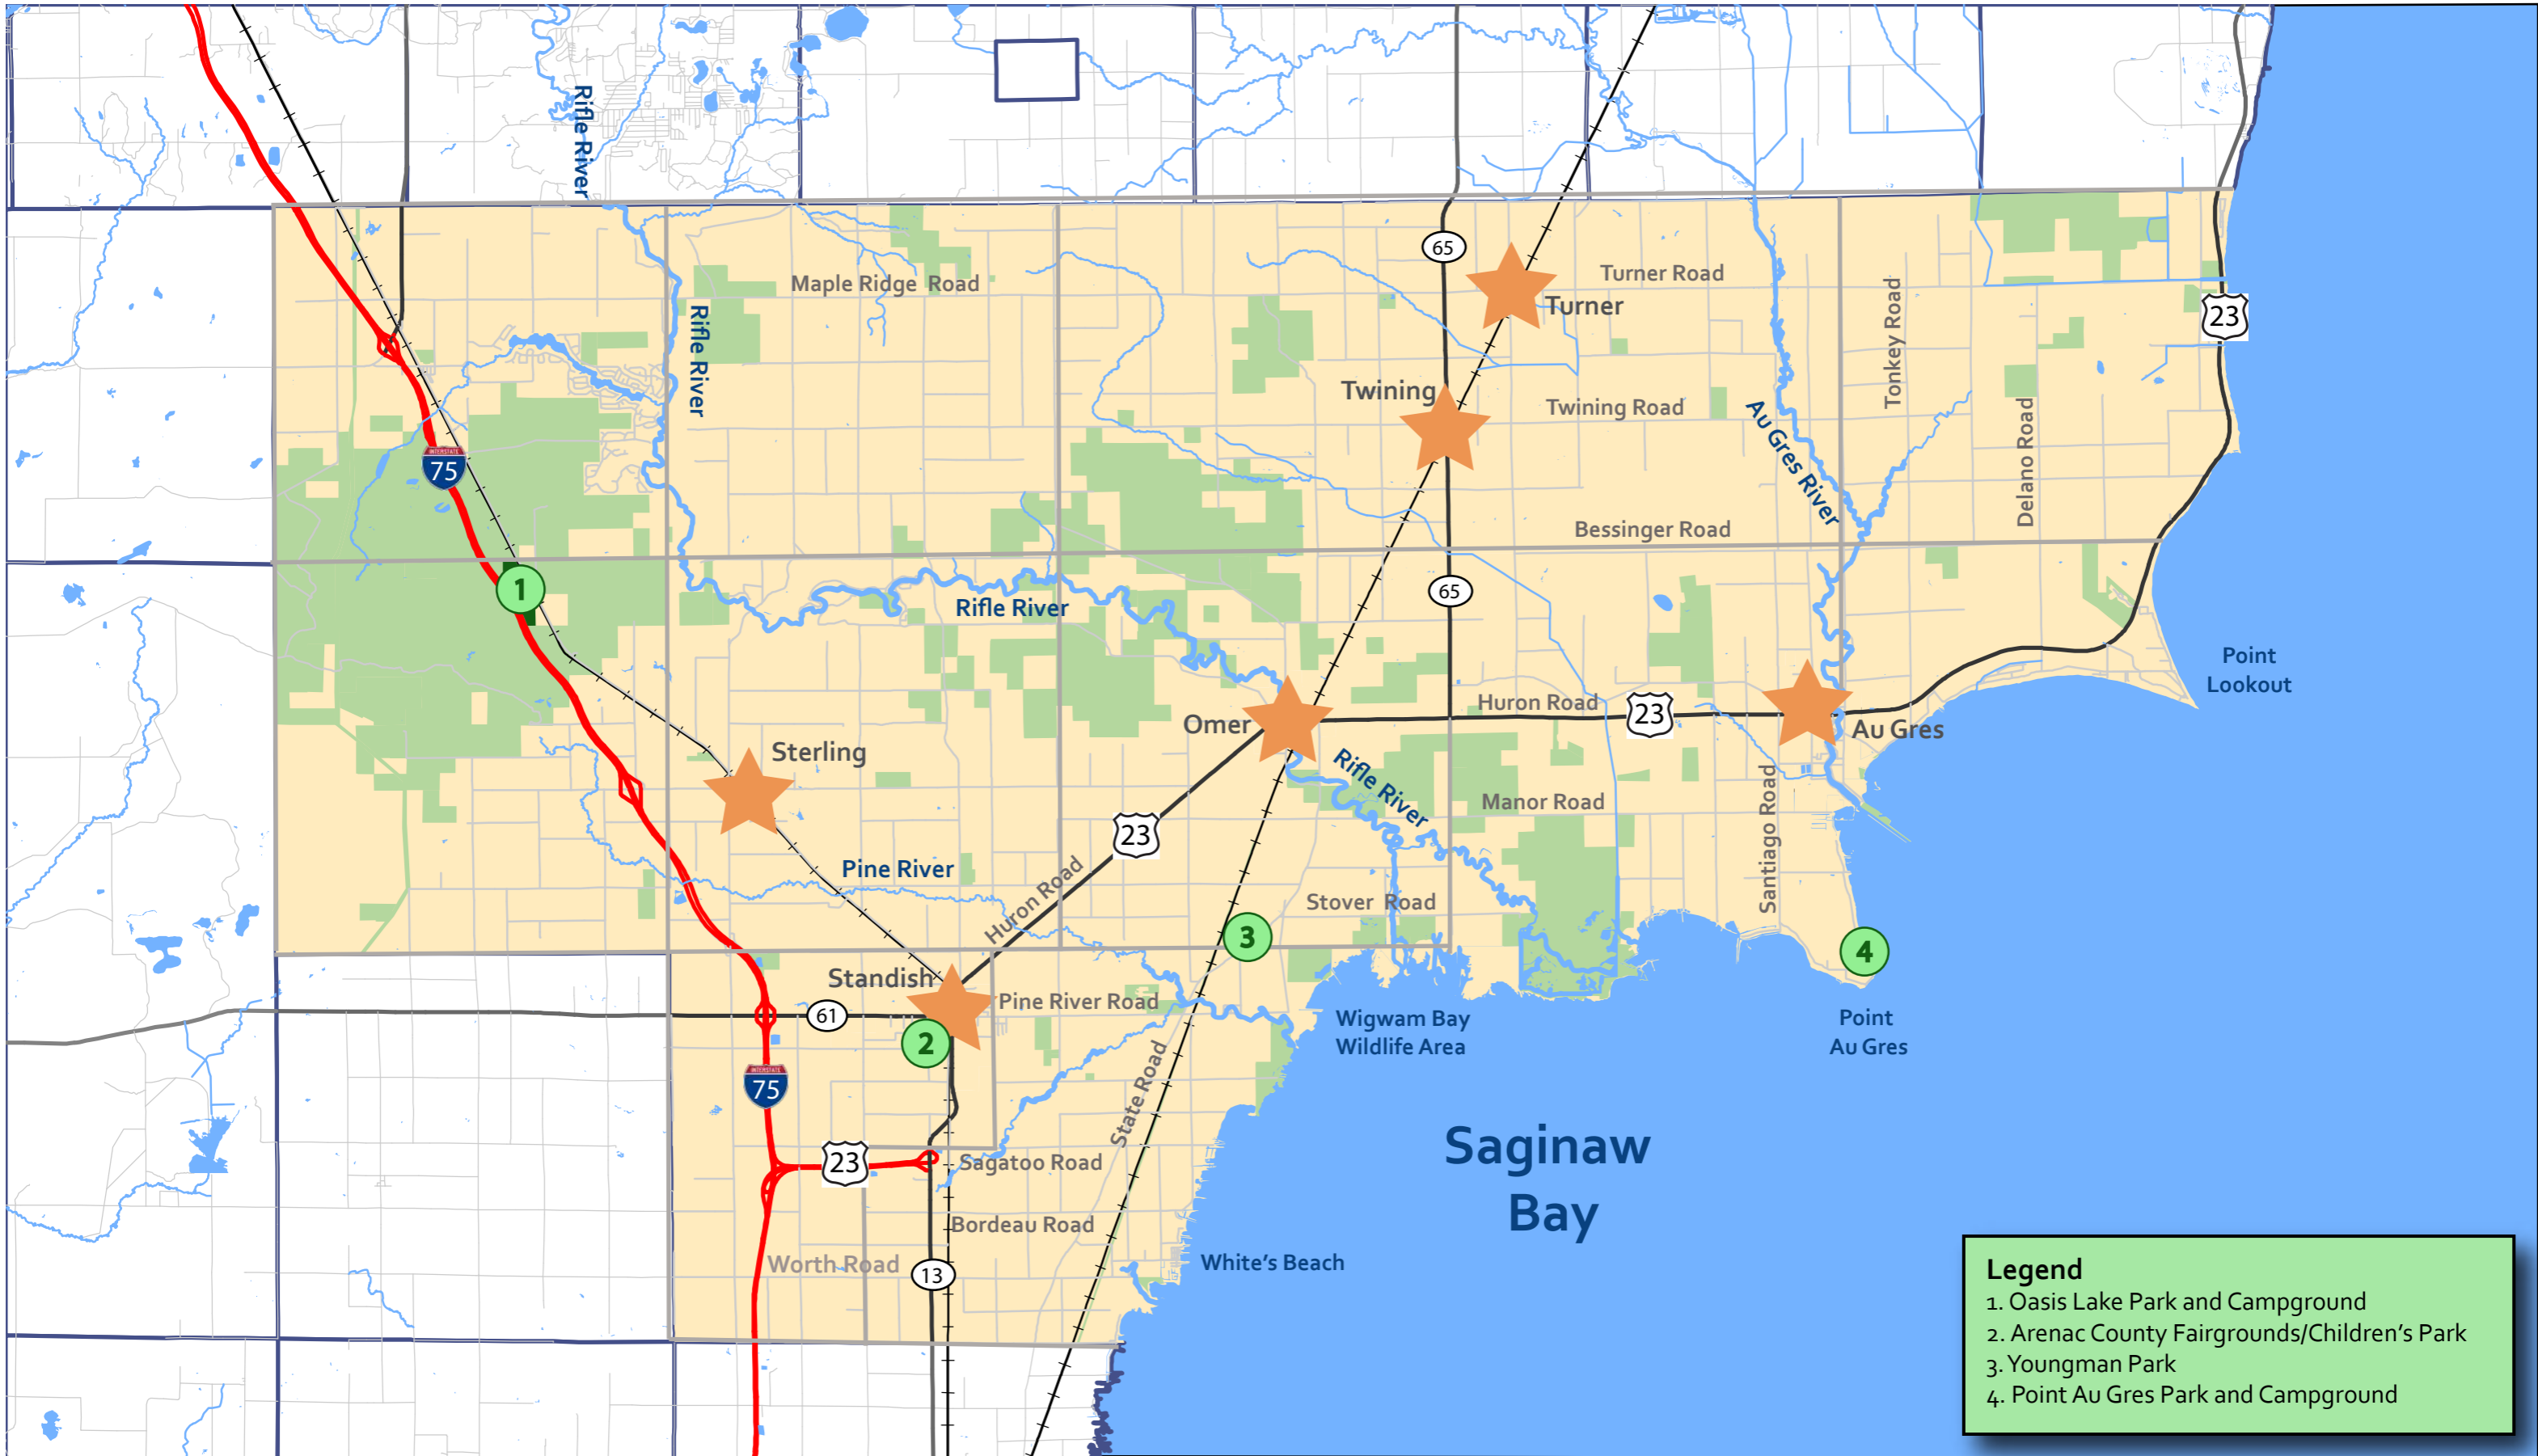 Rifle River
65
Turner Road
Turner
Maple Ridge Road
Tonkey Road
23
Rifle River
Twining
Twining Road
Au Gres River
Delano Road
INTERSTATE
75
Bessinger Road
1
65
Rifle River
Point
Lookout
Huron Road
23
Omer
Au Gres
Sterling
Rifle River
Manor Road
Santiago Road
23
Pine River
Huron Road
Stover Road
3
4
Standish
Pine River Road
61
2
Wigwam Bay
Wildlife Area
Point
Au Gres
INTERSTATE
75
State Road
Saginaw
Bay
23
Sagatoo Road
Bordeau Road
Worth Road
13
White's Beach
Legend
1. Oasis Lake Park and Campground
2. Arenac County Fairgrounds/Children's Park
3. Youngman Park
4. Point Au Gres Park and Campground